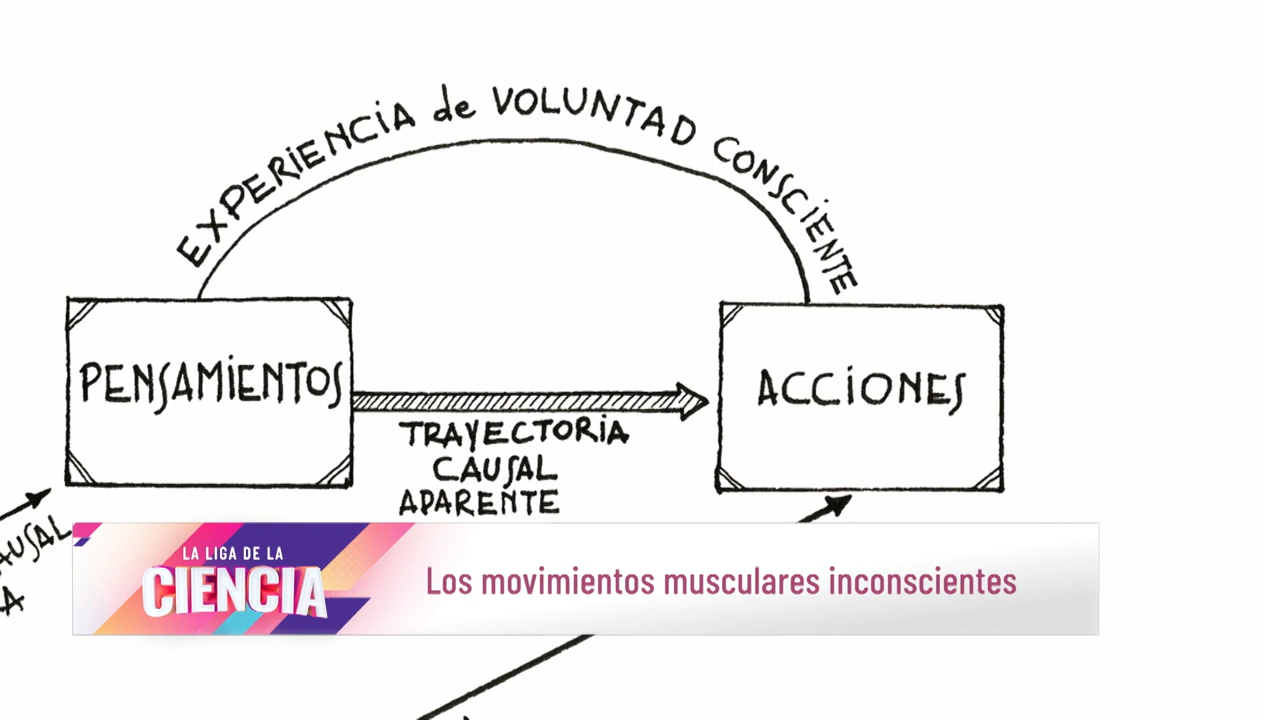 EXPERiENCiA de VOLUNTAD CONSCiENTE
PENSAMiENTOS
ACCiONES
TRAYECTORiA
CAUSAL
APARENTE
LA LIGA DE LA
CIENCIA
Los movimientos musculares inconscientes